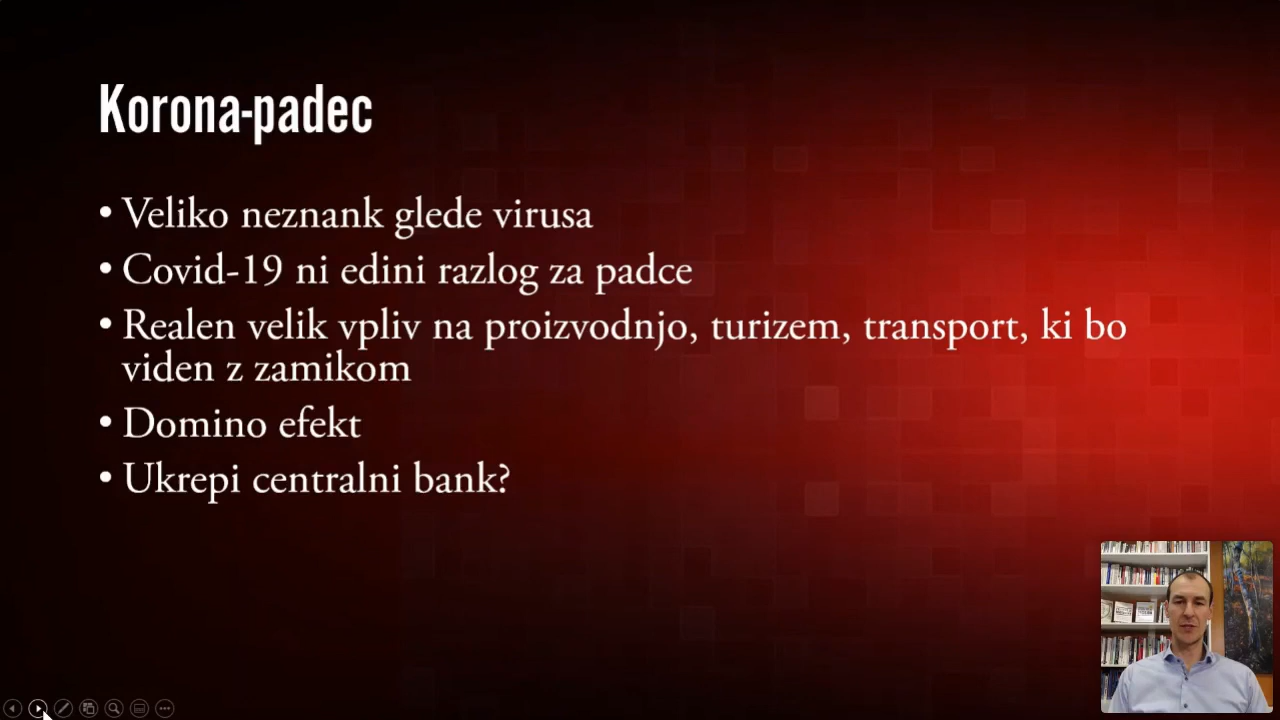 Korona-padec
• Veliko neznank glede virusa
• Covid-19 ni edini razlog za padce
• Realen velik vpliv na proizvodnjo, turizem, transport, ki bo
viden z zamikom
• Domino efekt
• Ukrepi centralni bank?